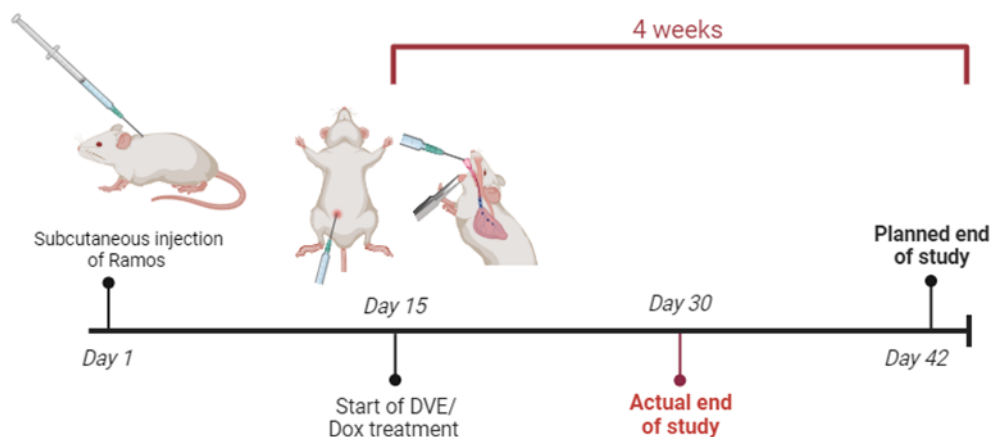 4 weeks
Subcutaneous injection
of Ramos
Planned end
of study
Day 15
Day 30
Day 1
Day 42
Start of DVE/
Dox treatment
Actual end
of study